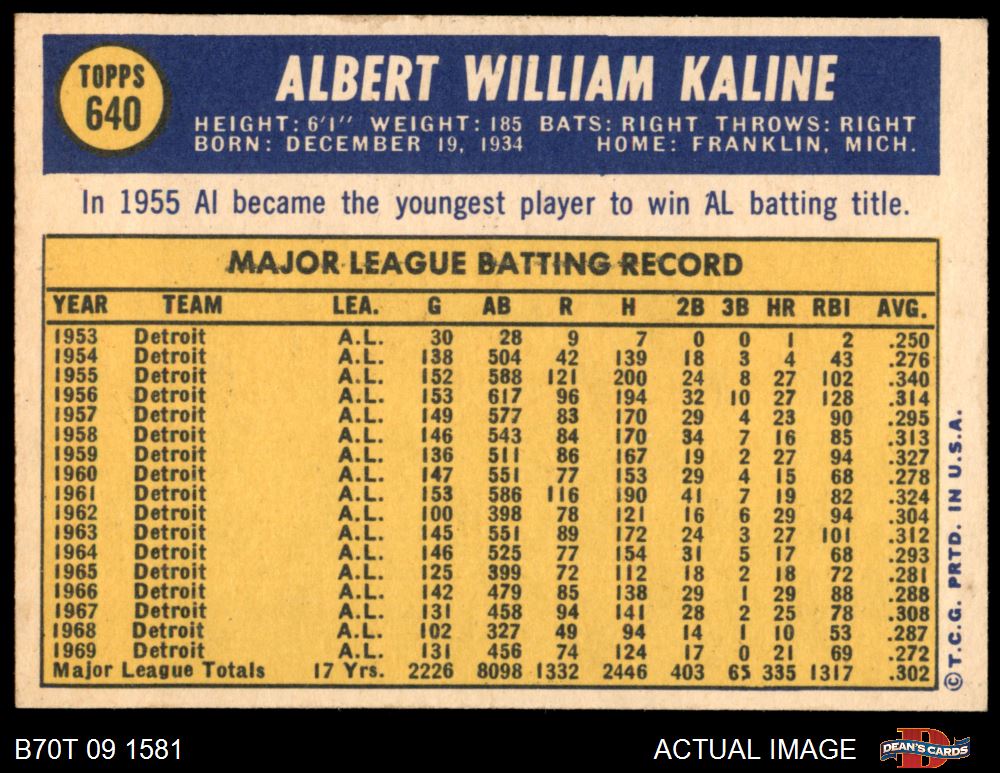 TOPPS
640
ALBERT WILLIAM KALINE
HEIGHT: 6'1" WEIGHT: 185 BATS: RIGHT THROWS: RIGHT
BORN: DECEMBER 19, 1934 HOME: FRANKLIN, MICH.
In 1955 Al became the youngest player to win AL batting title.
MAJOR LEAGUE BATTING RECORD
YEAR TEAM LEA. G AB R H 2B 3B HR RBI AVG.
1953 Detroit A.L. 30 28 9 7 0 0 1 2 .250
1954 Detroit A.L. 138 504 42 139 18 3 4 43 .276
1955 Detroit A.L. 152 588 121 200 24 8 27 102 .340
1956 Detroit A.L. 153 617 96 194 32 10 27 128 .314
1957 Detroit A.L. 149 577 83 170 29 4 23 90 .295
1958 Detroit A.L. 146 543 84 170 34 7 16 85 .313
1959 Detroit A.L. 136 511 86 167 19 2 27 94 .327
1960 Detroit A.L. 147 551 77 153 29 4 15 68 .278
1961 Detroit A.L. 153 586 116 190 41 7 19 82 .324
1962 Detroit A.L. 100 398 78 121 16 6 29 94 .304
1963 Detroit A.L. 145 551 89 172 24 3 27 101 .312
1964 Detroit A.L. 146 525 77 154 31 5 17 68 .293
1965 Detroit A.L. 125 399 72 112 18 2 18 72 .281
1966 Detroit A.L. 142 479 85 138 29 1 29 88 .288
1967 Detroit A.L. 131 458 94 141 28 2 25 78 .308
1968 Detroit A.L. 102 327 49 94 14 1 10 53 .287
1969 Detroit A.L. 131 456 74 124 17 0 21 69 .272
Major League Totals 17 Yrs. 2226 8098 1332 2446 403 65 335 1317 .302
©T.C.G. PRTD. IN U.S.A.
B70T 09 1581 ACTUAL IMAGE
DEAN'S CARDS